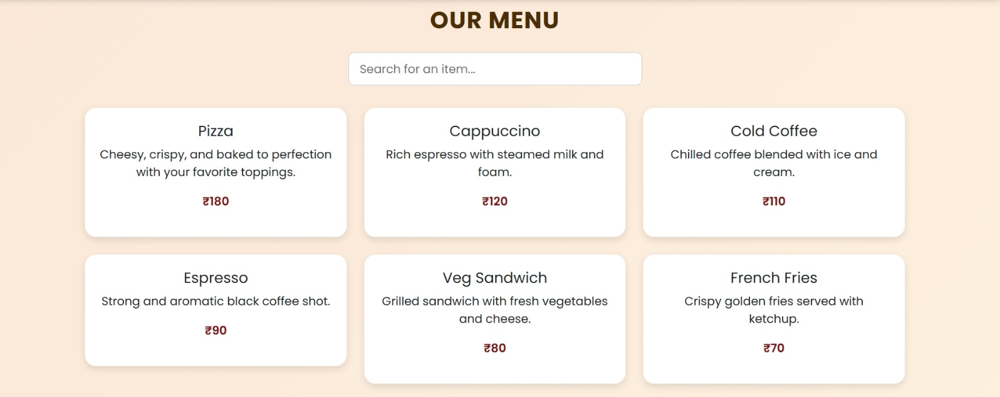 OUR MENU
Search for an item...
Pizza
Cheesy, crispy, and baked to perfection
with your favorite toppings.
₹180
Cappuccino
Rich espresso with steamed milk and
foam.
₹120
Cold Coffee
Chilled coffee blended with ice and
cream.
₹110
Espresso
Strong and aromatic black coffee shot.
₹90
Veg Sandwich
Grilled sandwich with fresh vegetables
and cheese.
₹80
French Fries
Crispy golden fries served with
ketchup.
₹70